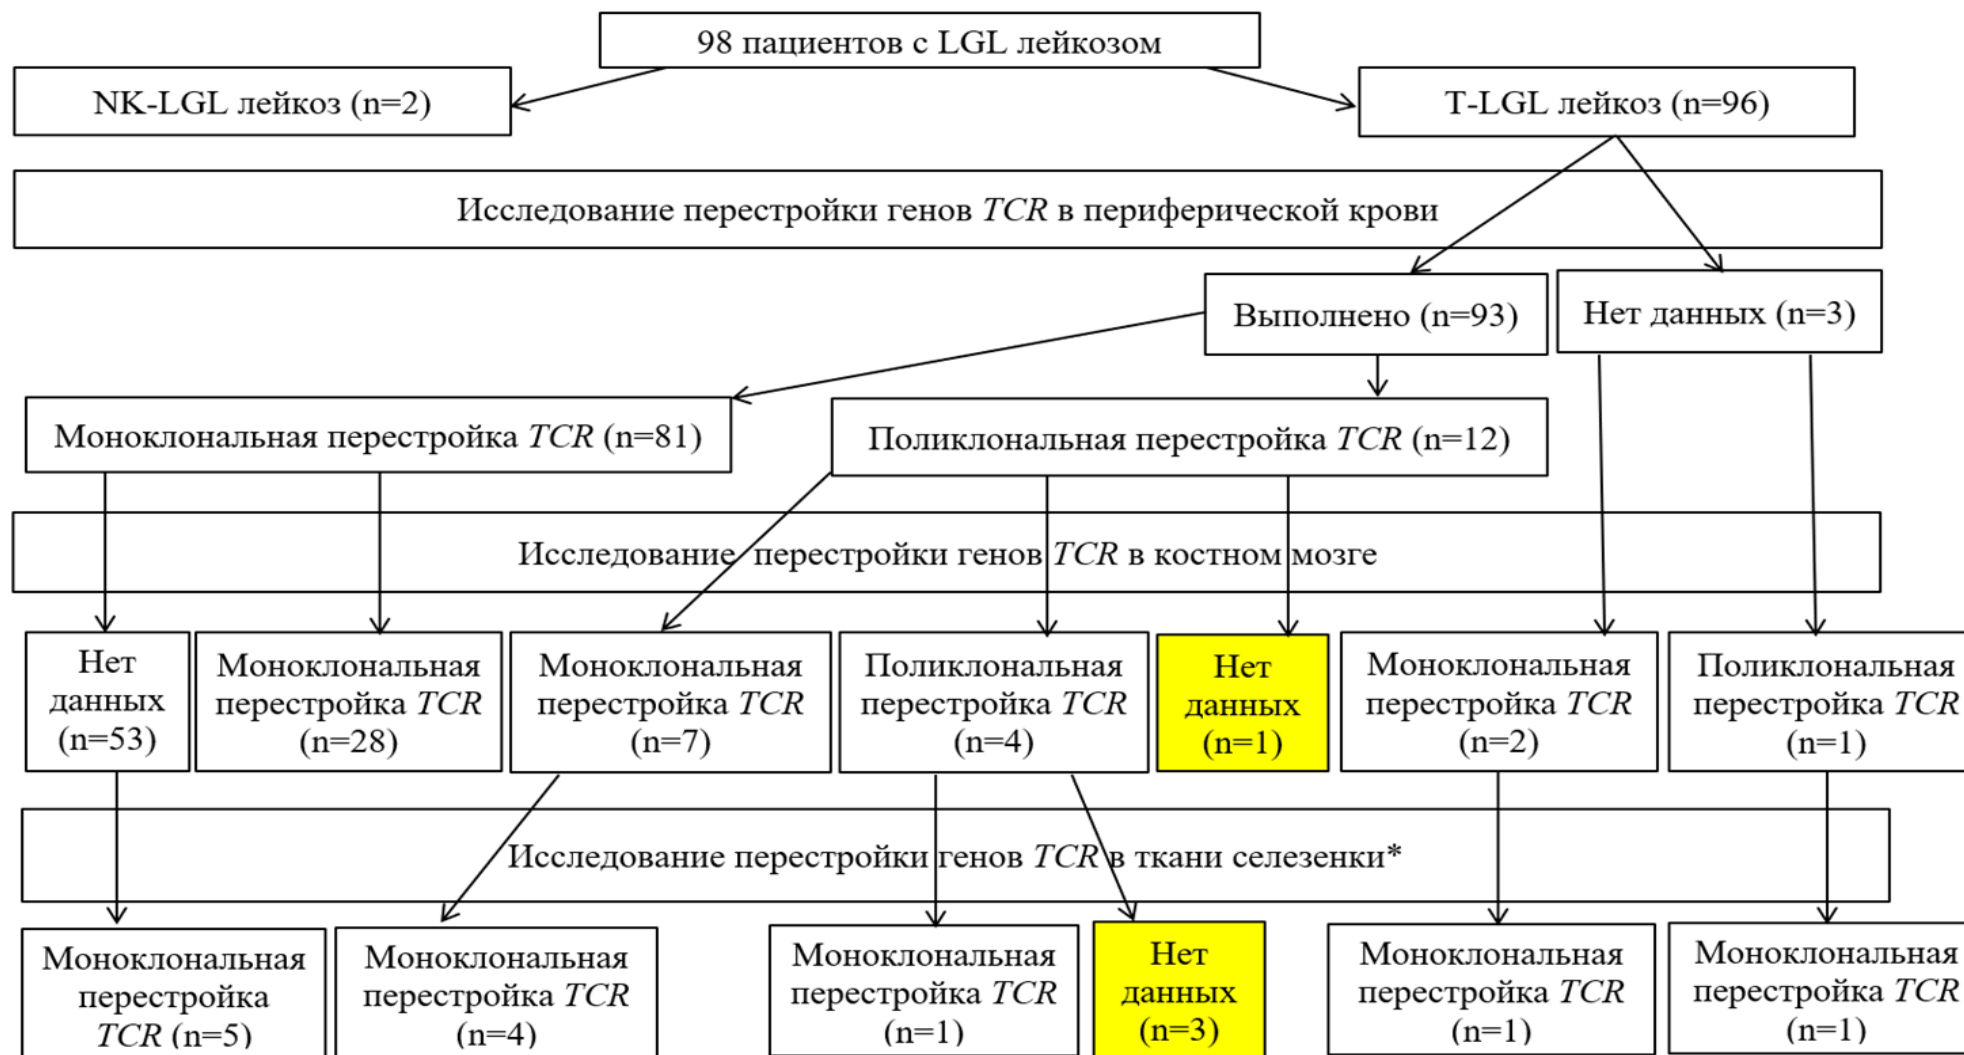 98 пациентов с LGL лейкозом
NK-LGL лейкоз (n=2)
T-LGL лейкоз (n=96)
Исследование перестройки генов TCR в периферической крови
Выполнено (n=93)
Нет данных (n=3)
Моноклональная перестройка TCR (n=81)
Поликлональная перестройка TCR (n=12)
Исследование перестройки генов TCR в костном мозге
Нет
данных
(n=53)
Моноклональная
перестройка TCR
(n=28)
Моноклональная
перестройка TCR
(n=7)
Поликлональная
перестройка TCR
(n=4)
Нет
данных
(n=1)
Моноклональная
перестройка TCR
(n=2)
Поликлональная
перестройка TCR
(n=1)
Исследование перестройки генов TCR в ткани селезенки*
Моноклональная
перестройка
TCR (n=5)
Моноклональная
перестройка TCR
(n=4)
Моноклональная
перестройка TCR
(n=1)
Нет
данных
(n=3)
Моноклональная
перестройка TCR
(n=1)
Моноклональная
перестройка TCR
(n=1)